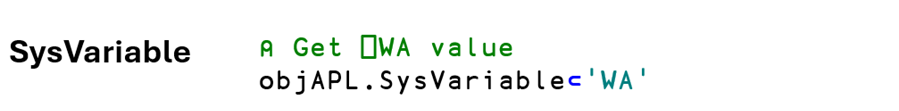 SysVariable
⍝ Get ⎕WA value
objAPL.SysVariable⊂'WA'